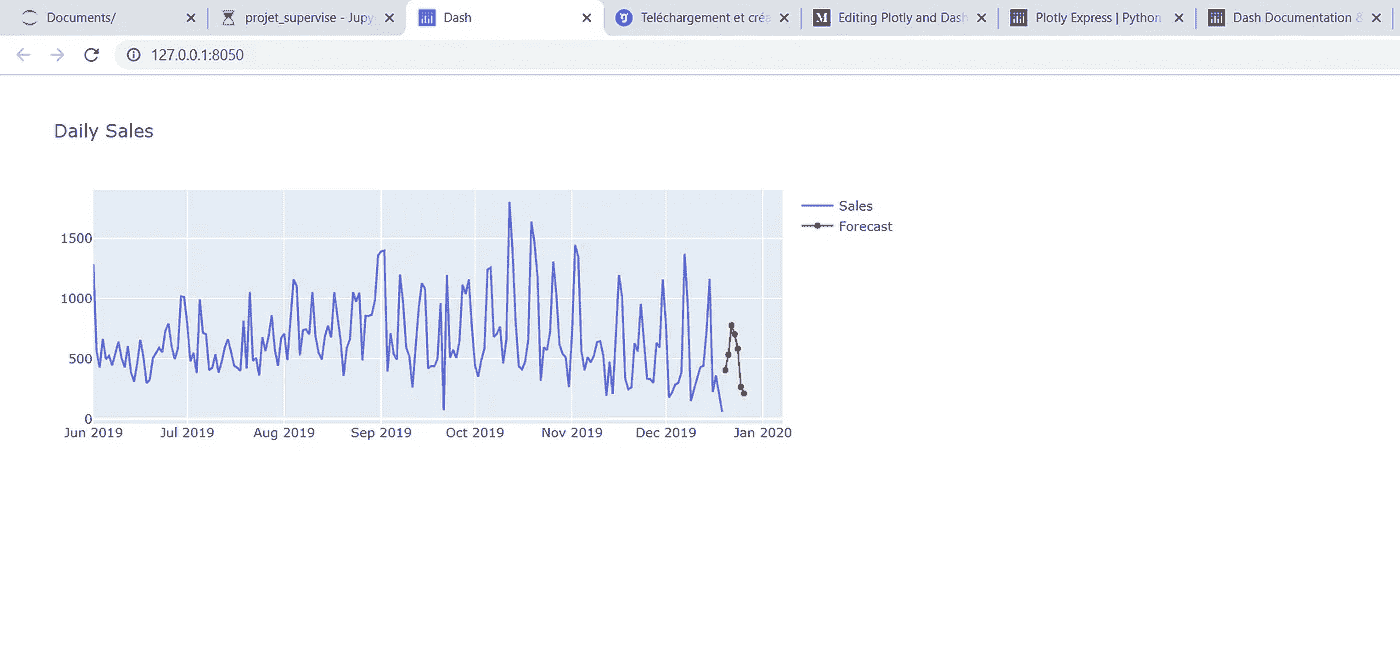 Documents/
projet_supervise - Jupy
Dash
Teléchargement et créa
Editing Plotly and Dash
Plotly Express | Python
Dash Documentation &
127.0.0.1:8050
Daily Sales
Sales
Forecast
1500
1000
500
0
Jun 2019 Jul 2019 Aug 2019 Sep 2019 Oct 2019 Nov 2019 Dec 2019 Jan 2020